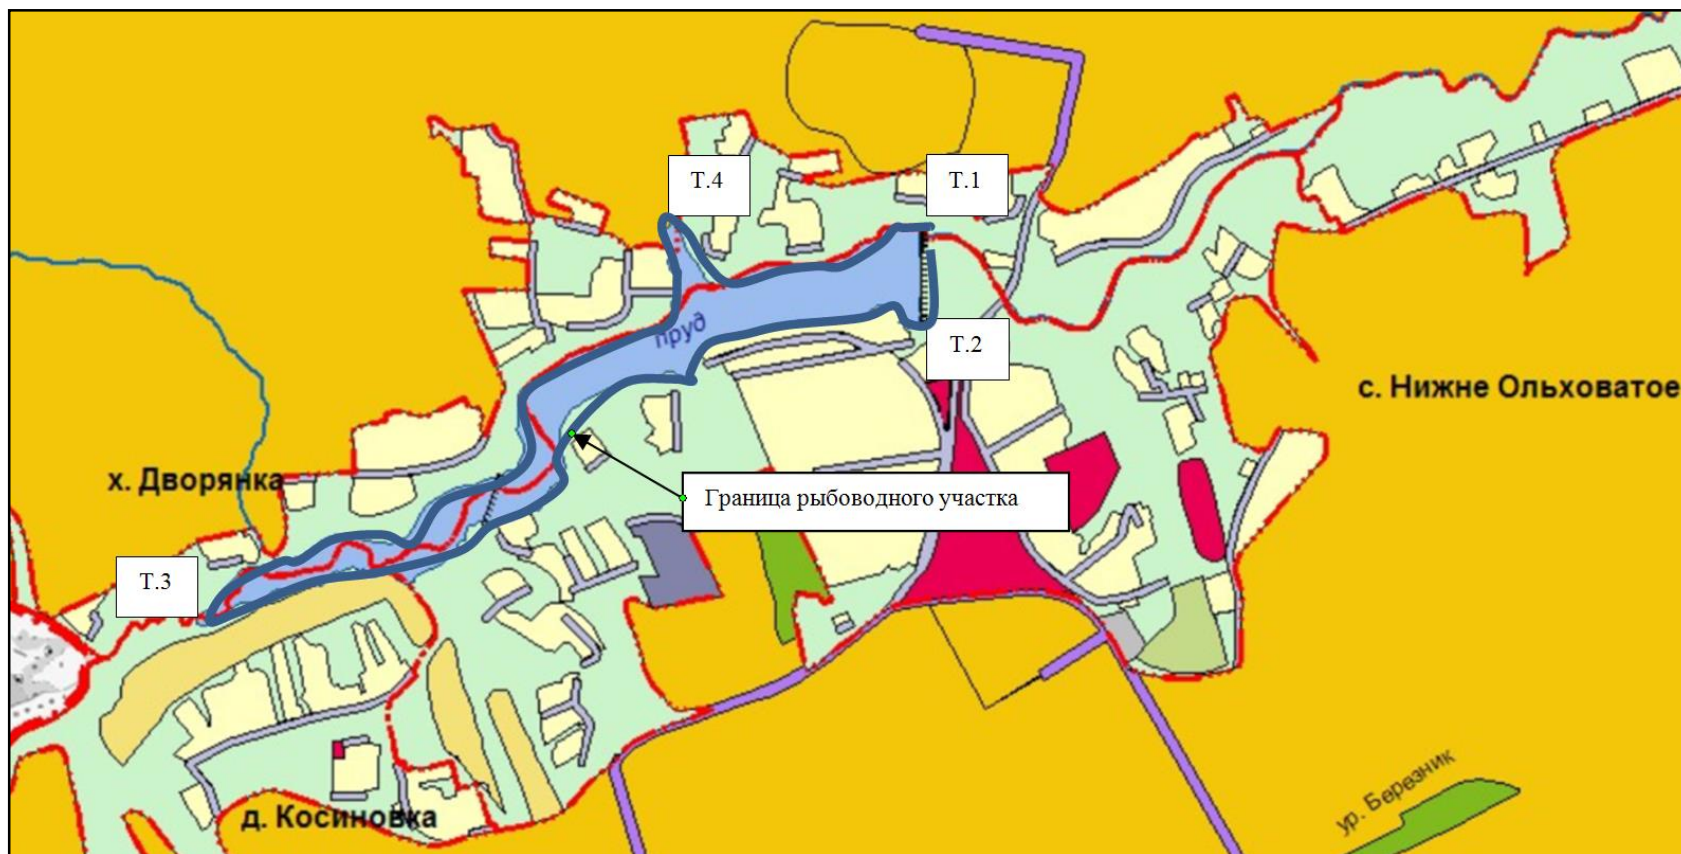 Т.4
Т.1
пруд
Т.2
с. Нижне Ольховатое
х. Дворянка
Граница рыбоводного участка
Т.3
ур. Березник
д. Косиновка